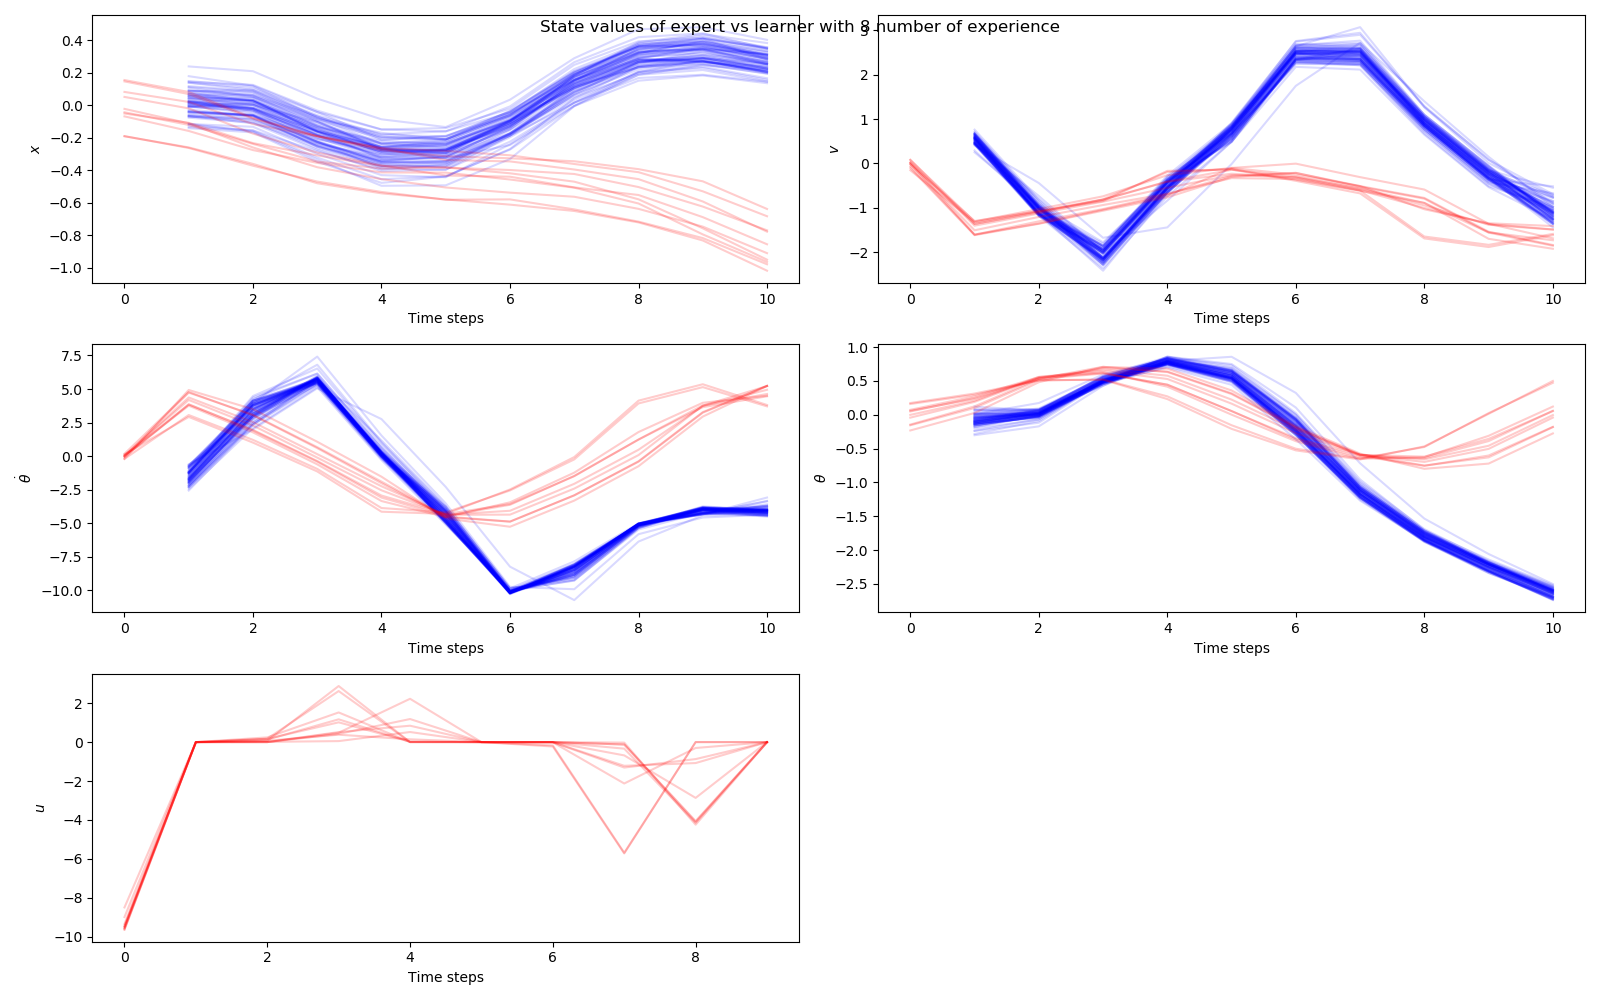 State values of expert vs learner with 8 number of experience
0.4
0.2
0.0
−0.2
−0.4
−0.6
−0.8
−1.0
x
0 2 4 6 8 10
Time steps
3
2
1
0
−1
−2
v
0 2 4 6 8 10
Time steps
7.5
5.0
2.5
0.0
−2.5
−5.0
−7.5
−10.0
θ̇
0 2 4 6 8 10
Time steps
1.0
0.5
0.0
−0.5
−1.0
−1.5
−2.0
−2.5
θ
0 2 4 6 8 10
Time steps
2
0
−2
−4
−6
−8
−10
u
0 2 4 6 8
Time steps